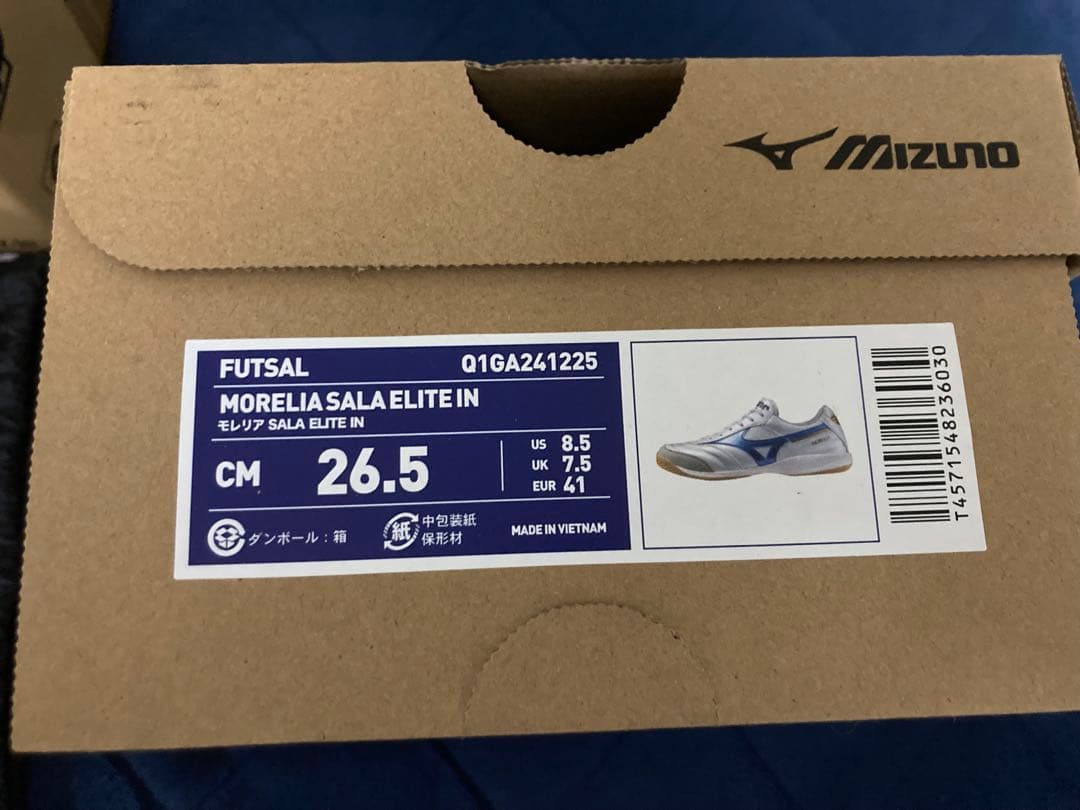 MIZUNO
FUTSAL Q1GA241225
MORELIA SALA ELITE IN
モレリア SALA ELITE IN
CM 26.5
US 8.5
UK 7.5
EUR 41
ダンボール：箱
紙 中包装紙
保形材
MADE IN VIETNAM
T4571548236030